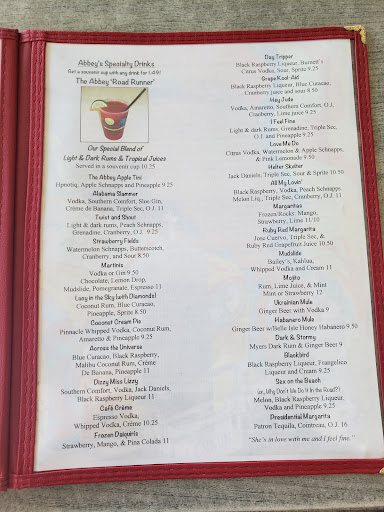 Abbey's Specialty Drinks
Get a souvenir cup with any drink for 1.49!
The Abbey 'Road Runner'
Our Special Blend of
Light & Dark Rums & Tropical Juices
Served in a souvenir cup 10.25
The Abbey Apple Tini
Hpnotiq, Apple Schnapps and Pineapple 9.25
Alabama Slammer
Vodka, Southern Comfort, Sloe Gin,
Crème de Banana, Triple Sec, O.J. 11
Twist and Shout
Light & dark rums, Peach Schnapps,
Grenadine, Cranberry, O.J. 9.25
Strawberry Fields
Watermelon Schnapps, Butterscotch,
Cranberry, and Sour 8.50
Martinis
Vodka or Gin 9.50
Chocolate, Lemon Drop,
Mudslide, Pomegranate, Espresso 11
Lucy in the Sky (with Diamonds)
Coconut Rum, Blue Curacao,
Pineapple, Sprite 8.50
Coconut Cream Pie
Pinnacle Whipped Vodka, Coconut Rum,
Amaretto & Pineapple 9.25
Across the Universe
Blue Curacao, Black Raspberry,
Malibu Coconut Rum, Crème
De Banana, Pineapple 11
Dizzy Miss Lizzy
Southern Comfort, Vodka, Jack Daniels,
Black Raspberry Liqueur 11
Café Crème
Espresso Vodka,
Whipped Vodka, Crème 10.25
Frozen Daiquiris
Strawberry, Mango, & Pina Colada 11
Day Tripper
Black Raspberry Liqueur, Burnett's
Citrus Vodka, Sour, Sprite 9.25
Grape Kool-Aid
Black Raspberry Liqueur, Blue Curacao,
Cranberry juice and sour 8.50
Hey Jude
Vodka, Amaretto, Southern Comfort, O.J,
Cranberry, Lime juice 9.25
I Feel Fine
Light & dark Rums, Grenadine, Triple Sec,
O.J. and Pineapple 9.25
Love Me Do
Citrus Vodka, Watermelon & Apple Schnapps,
& Pink Lemonade 9.50
Helter Skelter
Jack Daniels, Triple Sec, Sour & Sprite 10.50
All My Lovin'
Black Raspberry, Vodka, Peach Schnapps
Melon Liq., Triple Sec, Cranberry, O.J. 11
Margaritas
Frozen/Rocks: Mango,
Strawberry, Lime 11/10
Ruby Red Margarita
Jose Cuervo, Triple Sec, &
Ruby Red Grapefruit Juice 10.50
Mudslide
Bailey's, Kahlua,
Whipped Vodka and Cream 11
Mojito
Rum, Lime Juice, & Mint
Mint or Strawberry 12
Ukrainian Mule
Ginger Beer with Vodka 9
Habanero Mule
Ginger Beer w/Belle Isle Honey Habanero 9.50
Dark & Stormy
Myers Dark Rum & Ginger Beer 9
Blackbird
Black Raspberry Liqueur, Frangelico
Liqueur and Cream 9.25
Sex on the Beach
(or, Why Don't We Do It In the Road?)
Melon, Black Raspberry Liqueur,
Vodka and Pineapple 9.25
Presidential Margarita
Patron Tequila, Cointreau, O.J. 16
"She's in love with me and I feel fine."